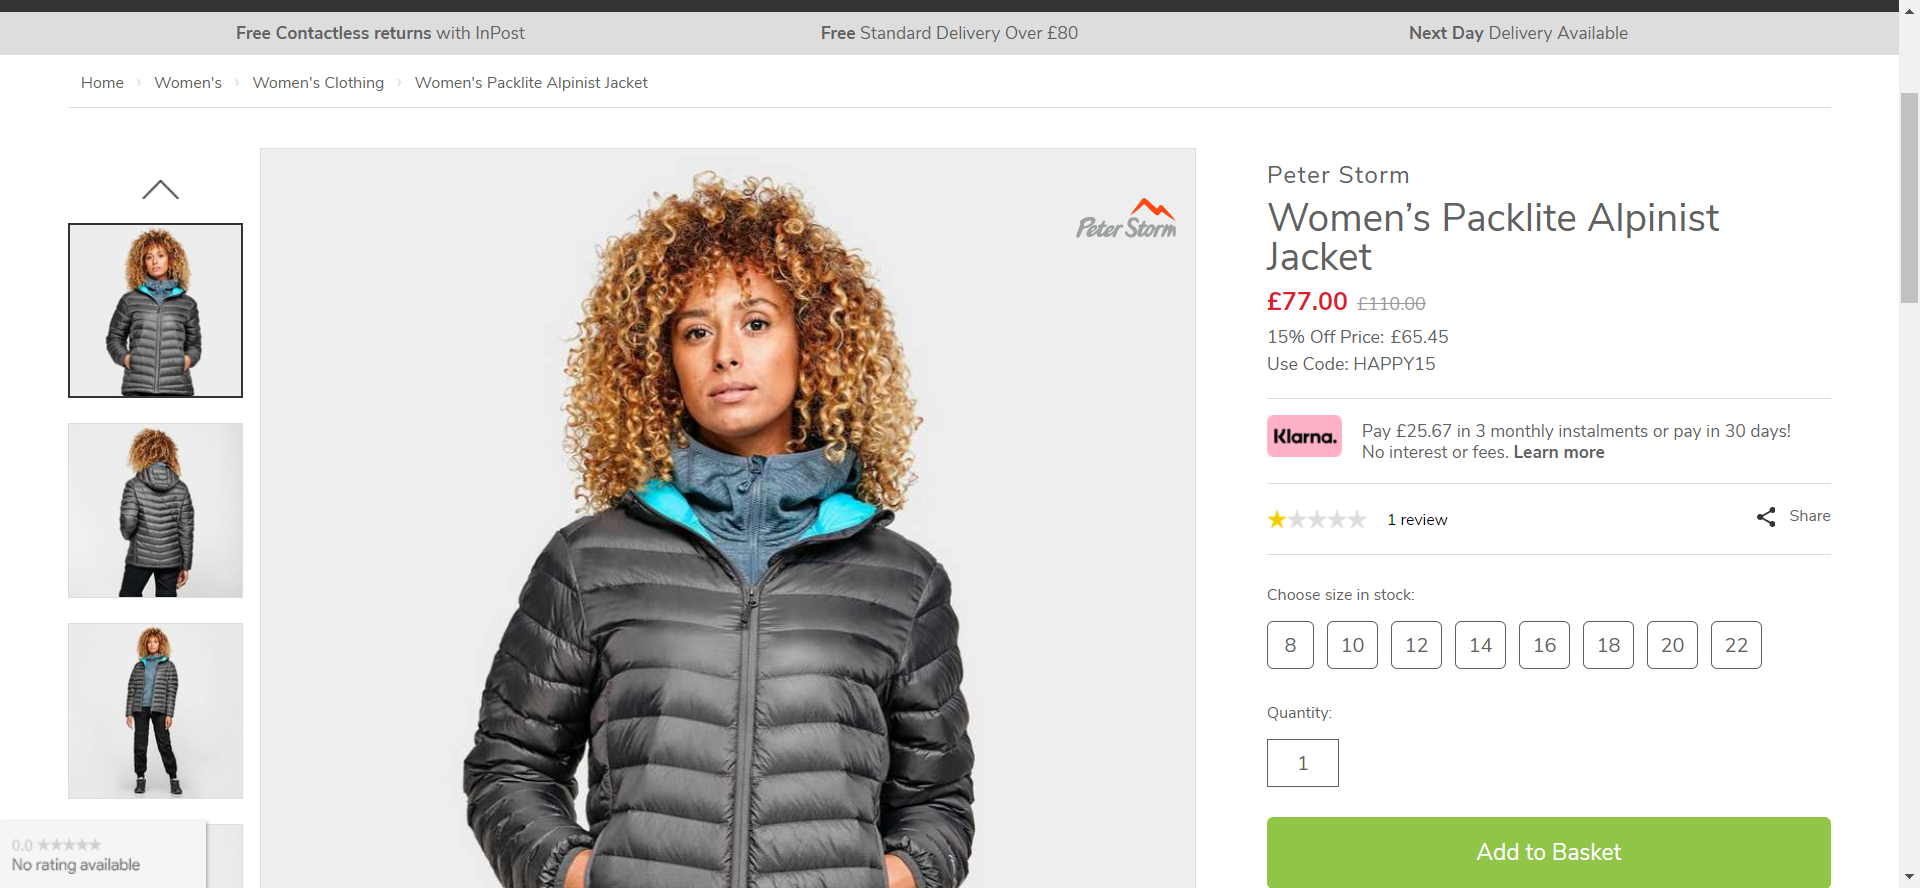 Free Contactless returns with InPost
Free Standard Delivery Over £80
Next Day Delivery Available
Home › Women's › Women's Clothing › Women's Packlite Alpinist Jacket
Peter Storm
Peter Storm
Women’s Packlite Alpinist
Jacket
£77.00 £110.00
15% Off Price: £65.45
Use Code: HAPPY15
Klarna.
Pay £25.67 in 3 monthly instalments or pay in 30 days!
No interest or fees. Learn more
1 review
Share
Choose size in stock:
8 10 12 14 16 18 20 22
Quantity:
1
Add to Basket
0.0
No rating available